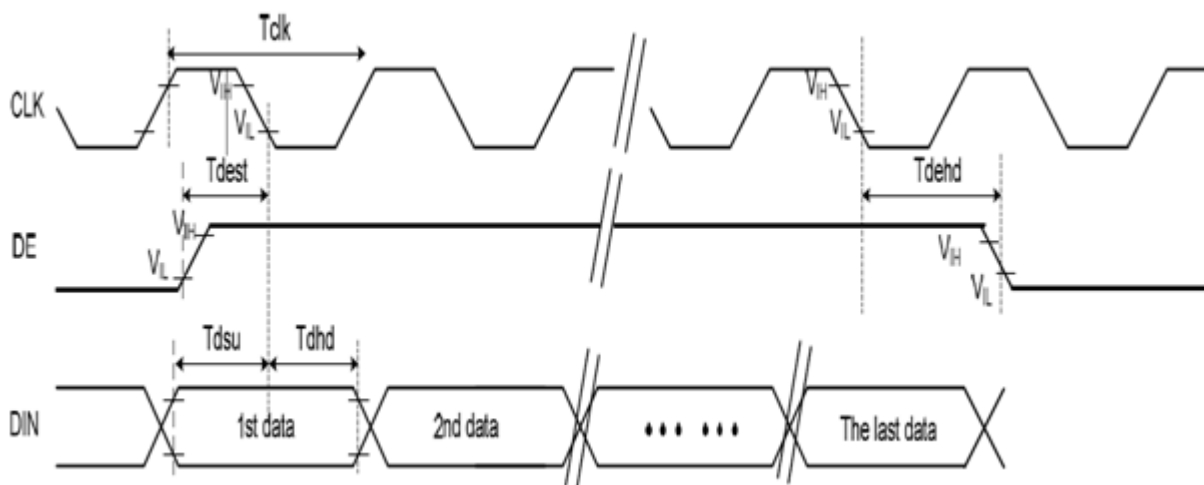 Tclk
CLK
VIH
VIL
VIH
VIL
Tdest
Tdehd
DE
VIH
VIL
VIH
VIL
Tdsu
Tdhd
DIN
1st data
2nd data
••• •••
The last data